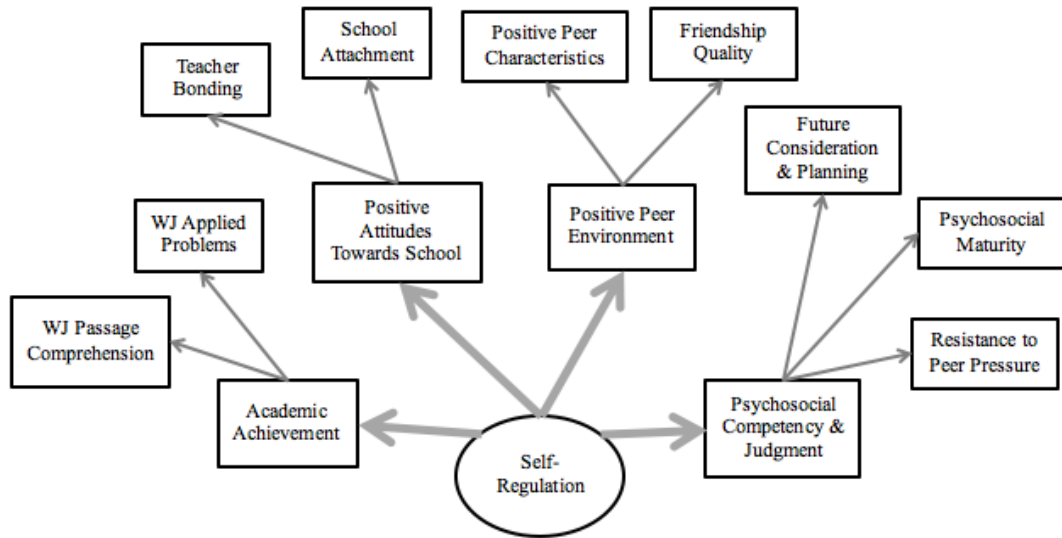 School
Attachment
Positive Peer
Characteristics
Friendship
Quality
Teacher
Bonding
Future
Consideration
& Planning
WJ Applied
Problems
Positive
Attitudes
Towards School
Positive Peer
Environment
Psychosocial
Maturity
WJ Passage
Comprehension
Resistance to
Peer Pressure
Academic
Achievement
Psychosocial
Competency &
Judgment
Self-
Regulation